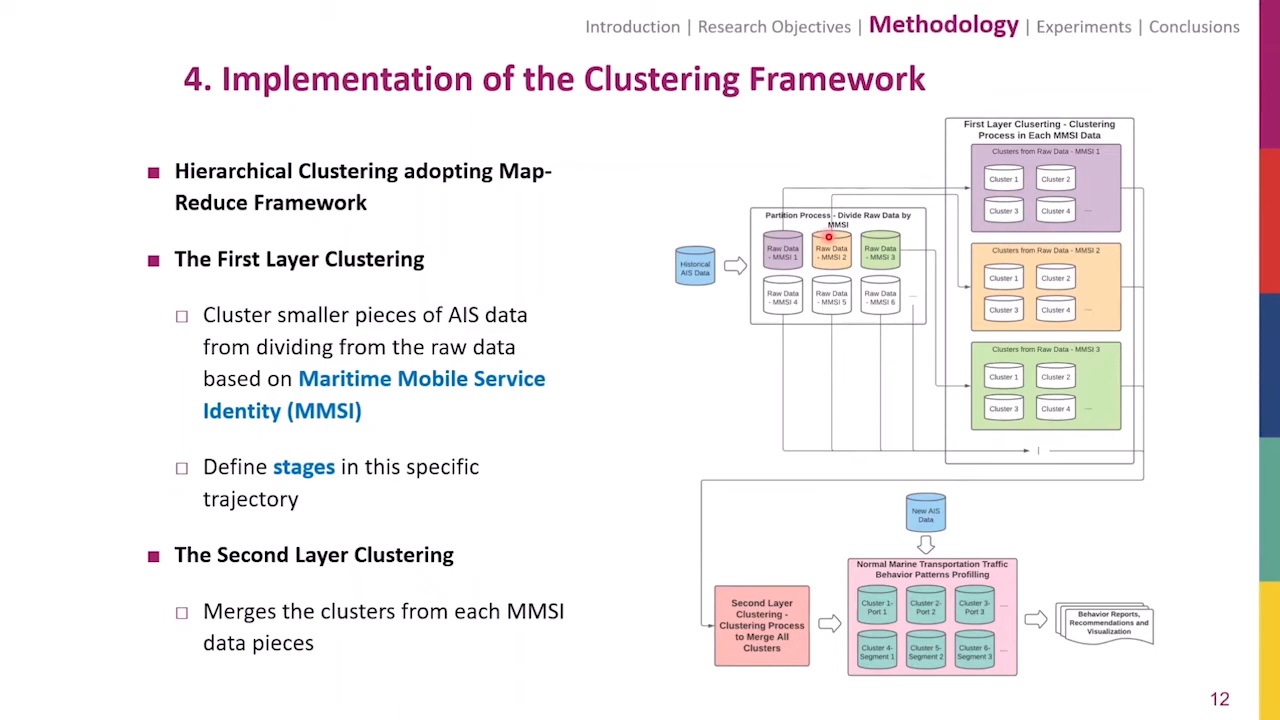 Introduction | Research Objectives | Methodology | Experiments | Conclusions
4. Implementation of the Clustering Framework
Hierarchical Clustering adopting Map-
Reduce Framework
The First Layer Clustering
Cluster smaller pieces of AIS data
from dividing from the raw data
based on Maritime Mobile Service
Identity (MMSI)
Define stages in this specific
trajectory
The Second Layer Clustering
Merges the clusters from each MMSI
data pieces
Historical
AIS Data
Partition Process - Divide Raw Data by
MMSI
Raw Data
- MMSI 1
Raw Data
- MMSI 2
Raw Data
- MMSI 3
Raw Data
- MMSI 4
Raw Data
- MMSI 5
Raw Data
- MMSI 6
...
First Layer Cluserting - Clustering
Process in Each MMSI Data
Clusters from Raw Data - MMSI 1
Cluster 1
Cluster 2
Cluster 3
Cluster 4
...
Clusters from Raw Data - MMSI 2
Cluster 1
Cluster 2
Cluster 3
Cluster 4
...
Clusters from Raw Data - MMSI 3
Cluster 1
Cluster 2
Cluster 3
Cluster 4
...
New AIS
Data
Second Layer
Clustering -
Clustering Process
to Merge All
Clusters
Normal Marine Transportation Traffic
Behavior Patterns Profilling
Cluster 1-
Port 1
Cluster 2-
Port 2
Cluster 3-
Port 3
...
Cluster 4-
Segment 1
Cluster 5-
Segment 2
Cluster 6-
Segment 3
...
Behavior Reports,
Recommendations and
Visualization
12